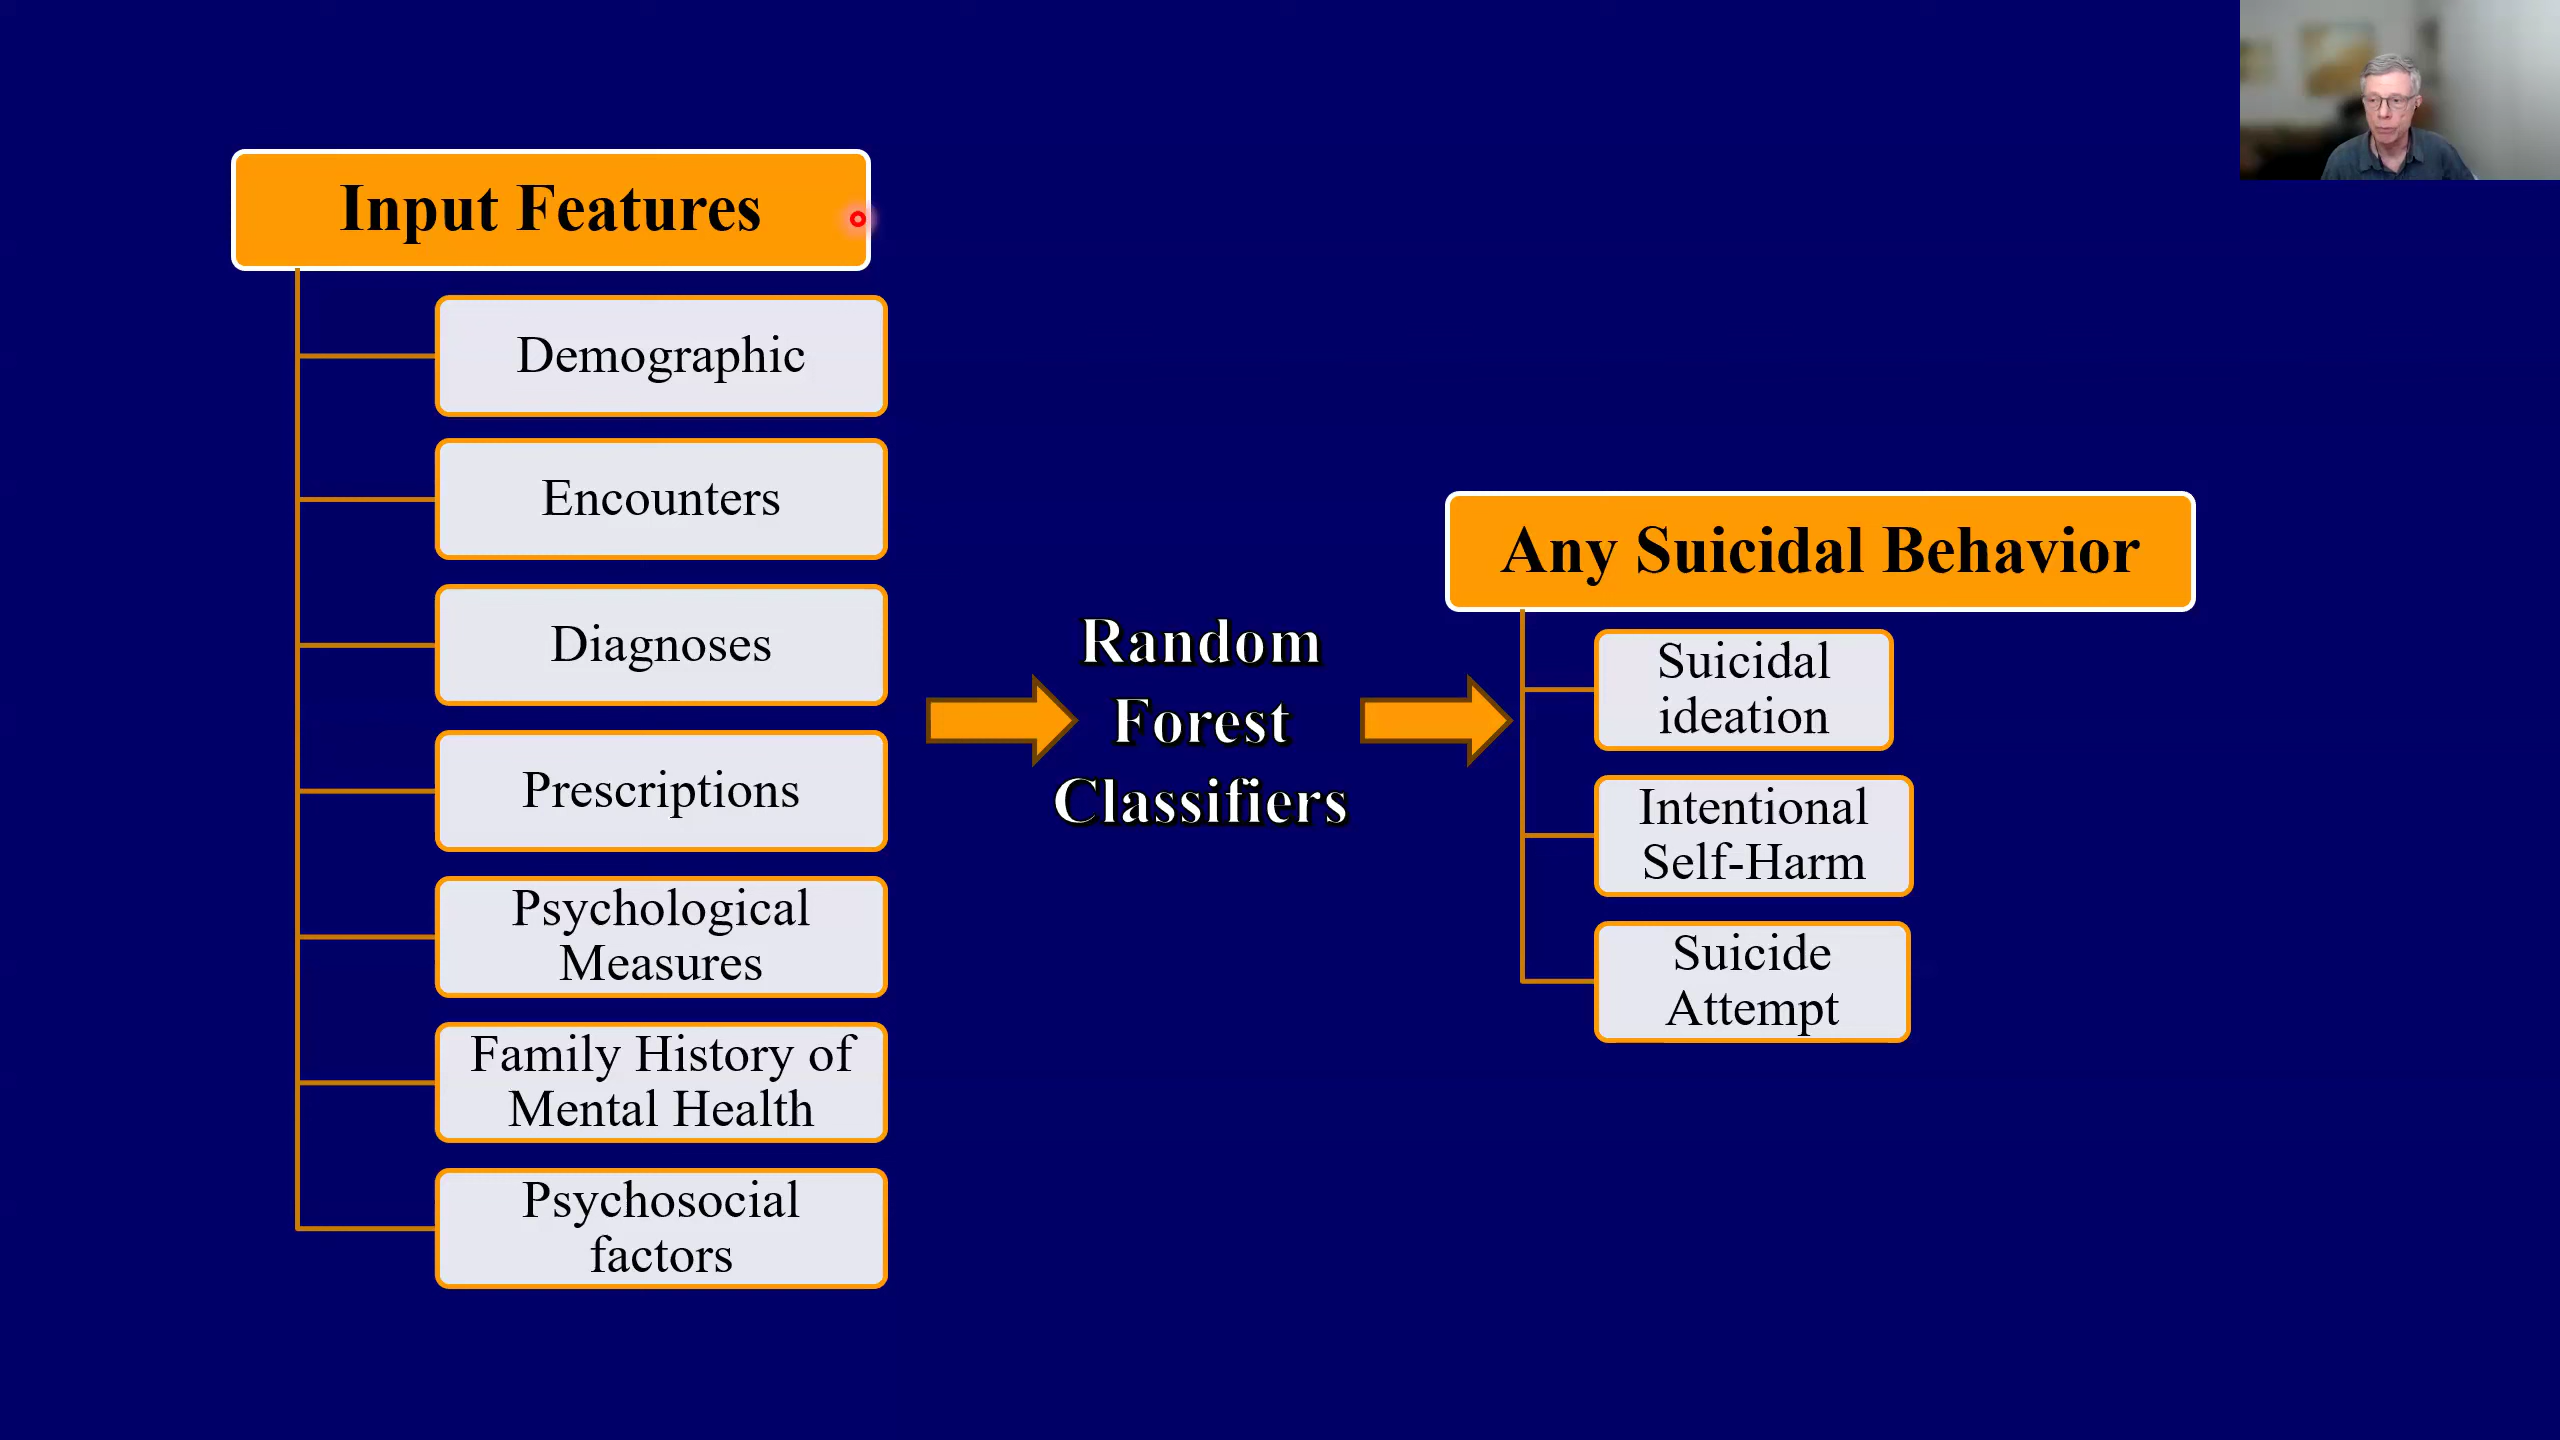 Input Features
Demographic
Encounters
Diagnoses
Prescriptions
Psychological
Measures
Family History of
Mental Health
Psychosocial
factors
Random
Forest
Classifiers
Any Suicidal Behavior
Suicidal
ideation
Intentional
Self-Harm
Suicide
Attempt